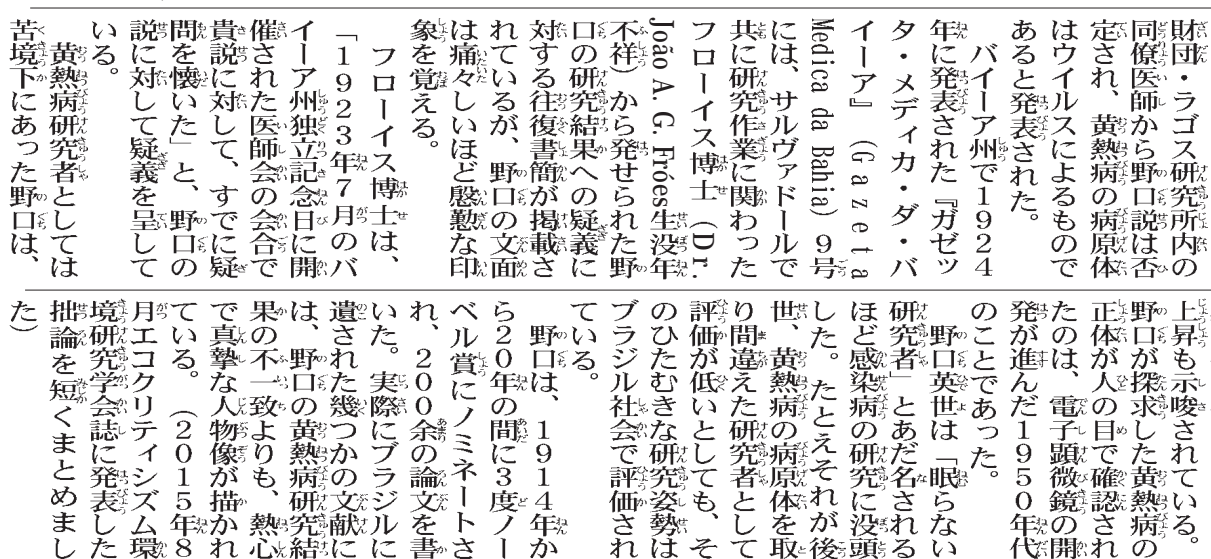 財団・ラゴス研究所内の
同僚医師から野口説は否
定され、黄熱病の病原体
はウイルスによるもので
あると発表された。
バイーア州で1924
年に発表された『ガゼッ
タ・メディカ・ダ・バ
イーア』（Gazeta
Medica da Bahia）9号
には、サルヴァドールで
共に研究作業に関わった
フローイス博士（Dr.
João A. G. Fróes生没年
不祥）から発せられた野
口の研究結果への疑義に
対する往復書簡が掲載さ
れているが、野口の文面
は痛々しいほど慇懃な印
象を覚える。
フローイス博士は、
「1923年7月のバ
イーア州独立記念日に開
催された医師会の会合で
貴説に対して、すでに疑
問を懐いた」と、野口の
説に対して疑義を呈して
いる。
黄熱病研究者としては
苦境下にあった野口は、
上昇も示唆されている。
野口が探求した黄熱病の
正体が人の目で確認され
たのは、電子顕微鏡の開
発が進んだ1950年代
のことであった。
野口英世は「眠らない
研究者」とあだ名される
ほど感染病の研究に没頭
した。たとえそれが後
世、黄熱病の病原体を取
り間違えた研究者として
評価が低いとしても、そ
のひたむきな研究姿勢は
ブラジル社会で評価され
ている。
野口は、1914年か
ら20年の間に3度ノー
ベル賞にノミネートさ
れ、200余の論文を書
いた。実際にブラジルに
遺された幾つかの文献に
は、野口の黄熱病研究結
果の不一致よりも、熱心
で真摯な人物像が描かれ
ている。（2015年8
月エコクリティシズム環
境研究学会誌に発表した
拙論を短くまとめまし
た）